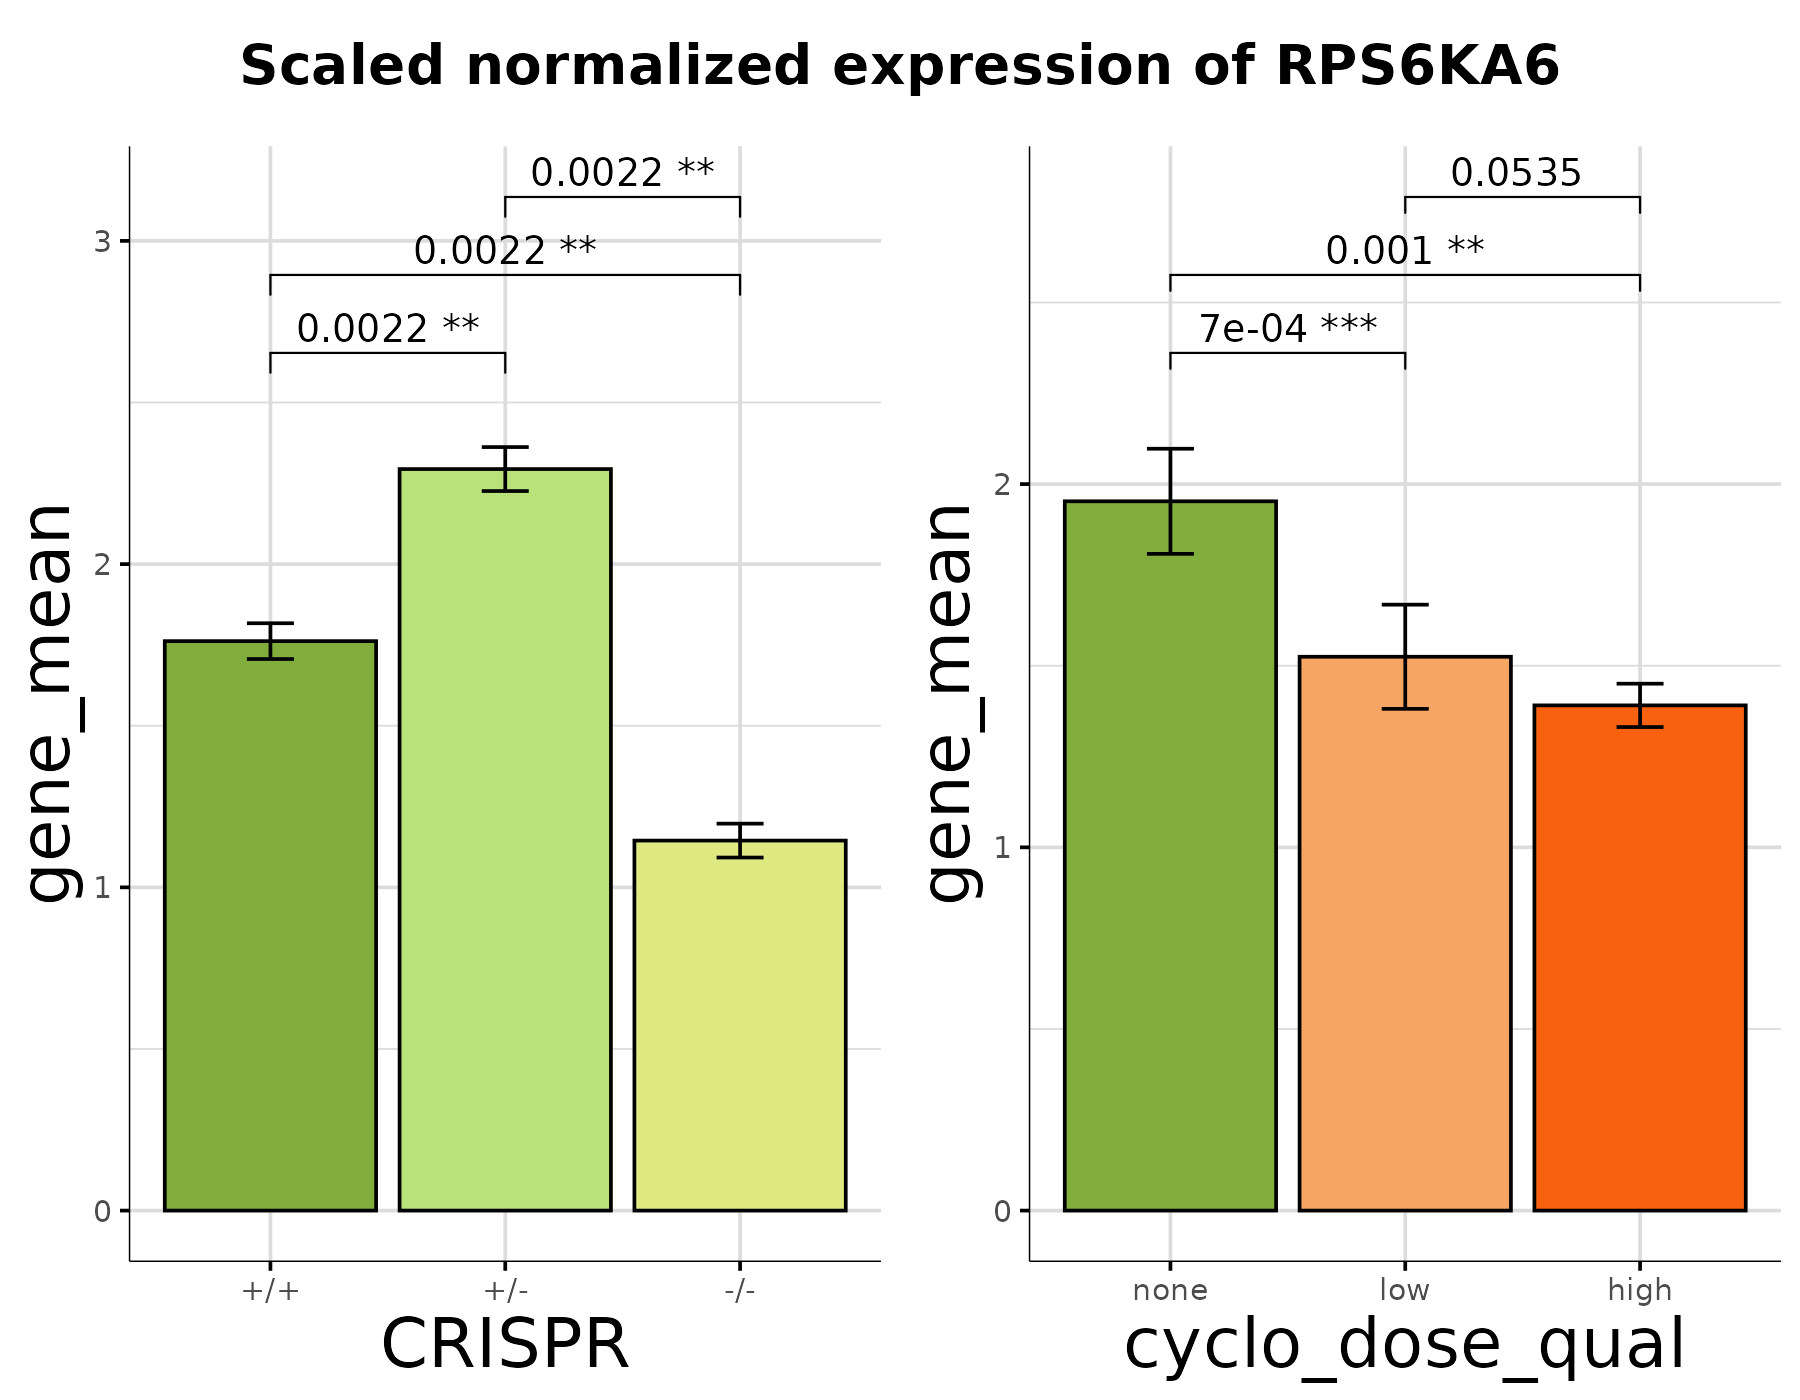 Scaled normalized expression of RPS6KA6
gene_mean
3
2
1
0
0.0022 **
0.0022 **
0.0022 **
+/+ +/- -/-
CRISPR
gene_mean
2
1
0
0.0535
0.001 **
7e-04 ***
none low high
cyclo_dose_qual